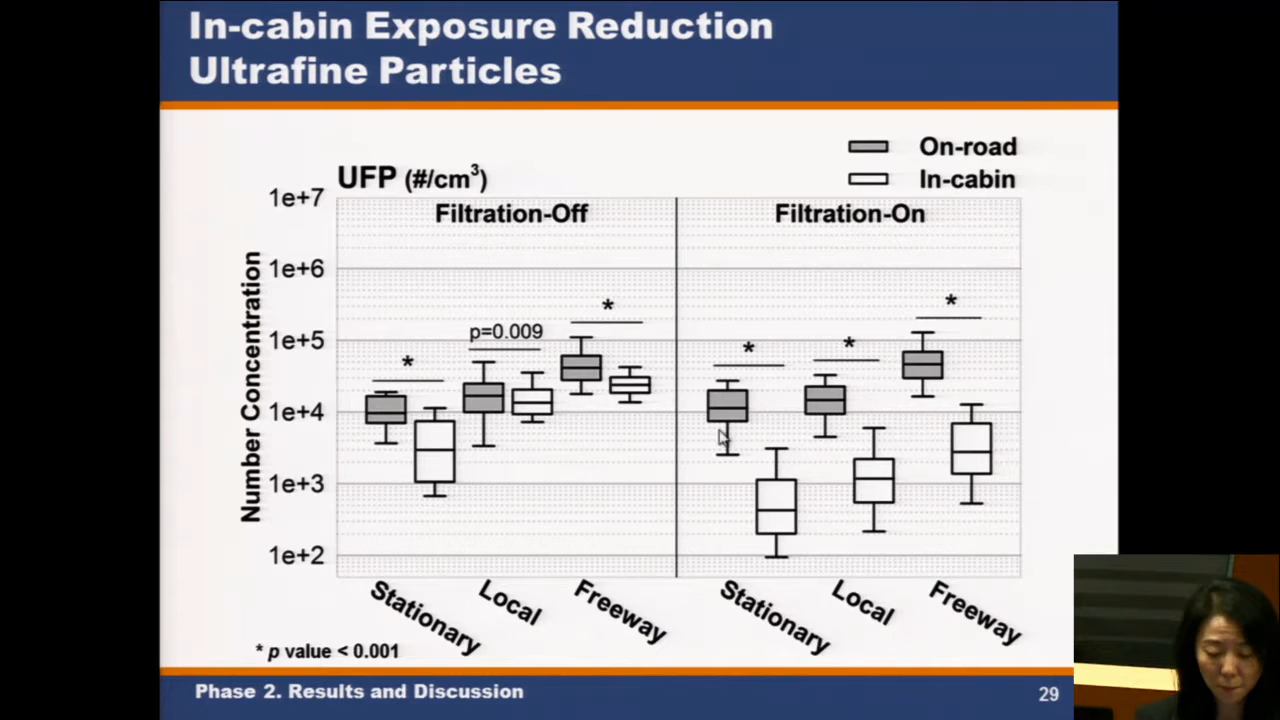 In-cabin Exposure Reduction
Ultrafine Particles
On-road
In-cabin
UFP (#/cm³)
Filtration-Off
Filtration-On
Number Concentration
1e+7
1e+6
1e+5
1e+4
1e+3
1e+2
*
p=0.009
*
*
*
*
Stationary
Local
Freeway
Stationary
Local
Freeway
* p value < 0.001
Phase 2. Results and Discussion
29